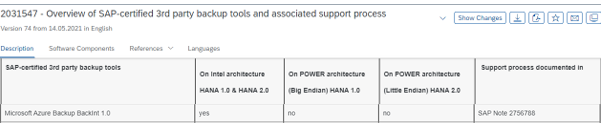 2031547 - Overview of SAP-certified 3rd party backup tools and associated support process
Show Changes
Version 74 from 14.05.2021 in English
Description Software Components References Languages
SAP-certified 3rd party backup tools
On Intel architecture
HANA 1.0 & HANA 2.0
On POWER architecture
(Big Endian) HANA 1.0
On POWER architecture
(Little Endian) HANA 2.0
Support process documented in
Microsoft Azure Backup BackInt 1.0 yes no no SAP Note 2756788